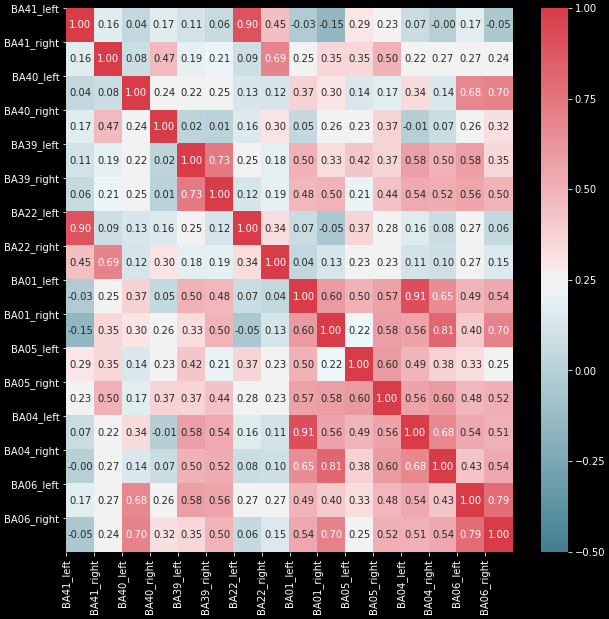 BA41_left 1.00 0.16 0.04 0.17 0.11 0.06 0.90 0.45 -0.03 -0.15 0.29 0.23 0.07 -0.00 0.17 -0.05
BA41_right 0.16 1.00 0.08 0.47 0.19 0.21 0.09 0.69 0.25 0.35 0.35 0.50 0.22 0.27 0.27 0.24
BA40_left 0.04 0.08 1.00 0.24 0.22 0.25 0.13 0.12 0.37 0.30 0.14 0.17 0.34 0.14 0.68 0.70
BA40_right 0.17 0.47 0.24 1.00 0.02 0.01 0.16 0.30 0.05 0.26 0.23 0.37 -0.01 0.07 0.26 0.32
BA39_left 0.11 0.19 0.22 0.02 1.00 0.73 0.25 0.18 0.50 0.33 0.42 0.37 0.58 0.50 0.58 0.35
BA39_right 0.06 0.21 0.25 0.01 0.73 1.00 0.12 0.19 0.48 0.50 0.21 0.44 0.54 0.52 0.56 0.50
BA22_left 0.90 0.09 0.13 0.16 0.25 0.12 1.00 0.34 0.07 -0.05 0.37 0.28 0.16 0.08 0.27 0.06
BA22_right 0.45 0.69 0.12 0.30 0.18 0.19 0.34 1.00 0.04 0.13 0.23 0.23 0.11 0.10 0.27 0.15
BA01_left -0.03 0.25 0.37 0.05 0.50 0.48 0.07 0.04 1.00 0.60 0.50 0.57 0.91 0.65 0.49 0.54
BA01_right -0.15 0.35 0.30 0.26 0.33 0.50 -0.05 0.13 0.60 1.00 0.22 0.58 0.56 0.81 0.40 0.70
BA05_left 0.29 0.35 0.14 0.23 0.42 0.21 0.37 0.23 0.50 0.22 1.00 0.60 0.49 0.38 0.33 0.25
BA05_right 0.23 0.50 0.17 0.37 0.37 0.44 0.28 0.23 0.57 0.58 0.60 1.00 0.56 0.60 0.48 0.52
BA04_left 0.07 0.22 0.34 -0.01 0.58 0.54 0.16 0.11 0.91 0.56 0.49 0.56 1.00 0.68 0.54 0.51
BA04_right -0.00 0.27 0.14 0.07 0.50 0.52 0.08 0.10 0.65 0.81 0.38 0.60 0.68 1.00 0.43 0.54
BA06_left 0.17 0.27 0.68 0.26 0.58 0.56 0.27 0.27 0.49 0.40 0.33 0.48 0.54 0.43 1.00 0.79
BA06_right -0.05 0.24 0.70 0.32 0.35 0.50 0.06 0.15 0.54 0.70 0.25 0.52 0.51 0.54 0.79 1.00
BA41_left BA41_right BA40_left BA40_right BA39_left BA39_right BA22_left BA22_right BA01_left BA01_right BA05_left BA05_right BA04_left BA04_right BA06_left BA06_right
1.00
0.75
0.50
0.25
0.00
-0.25
-0.50